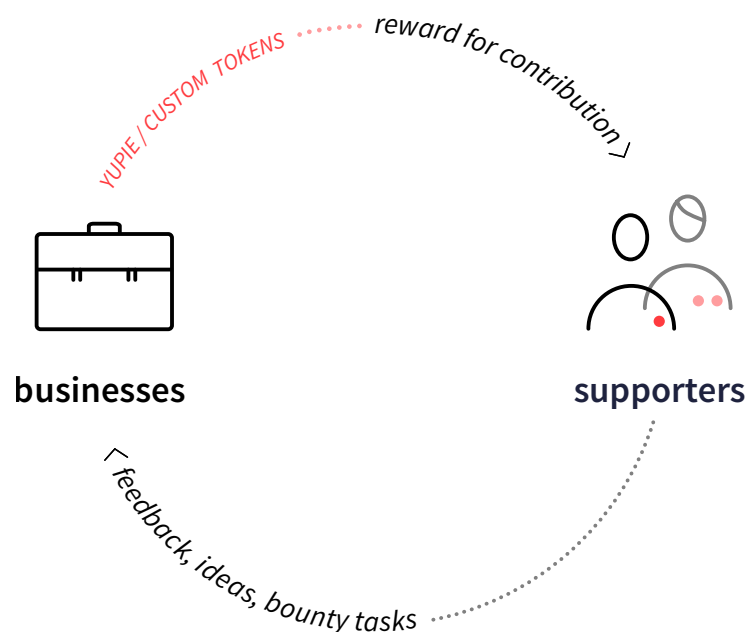 YUPIE / CUSTOM TOKENS
reward for contribution
businesses
supporters
feedback, ideas, bounty tasks